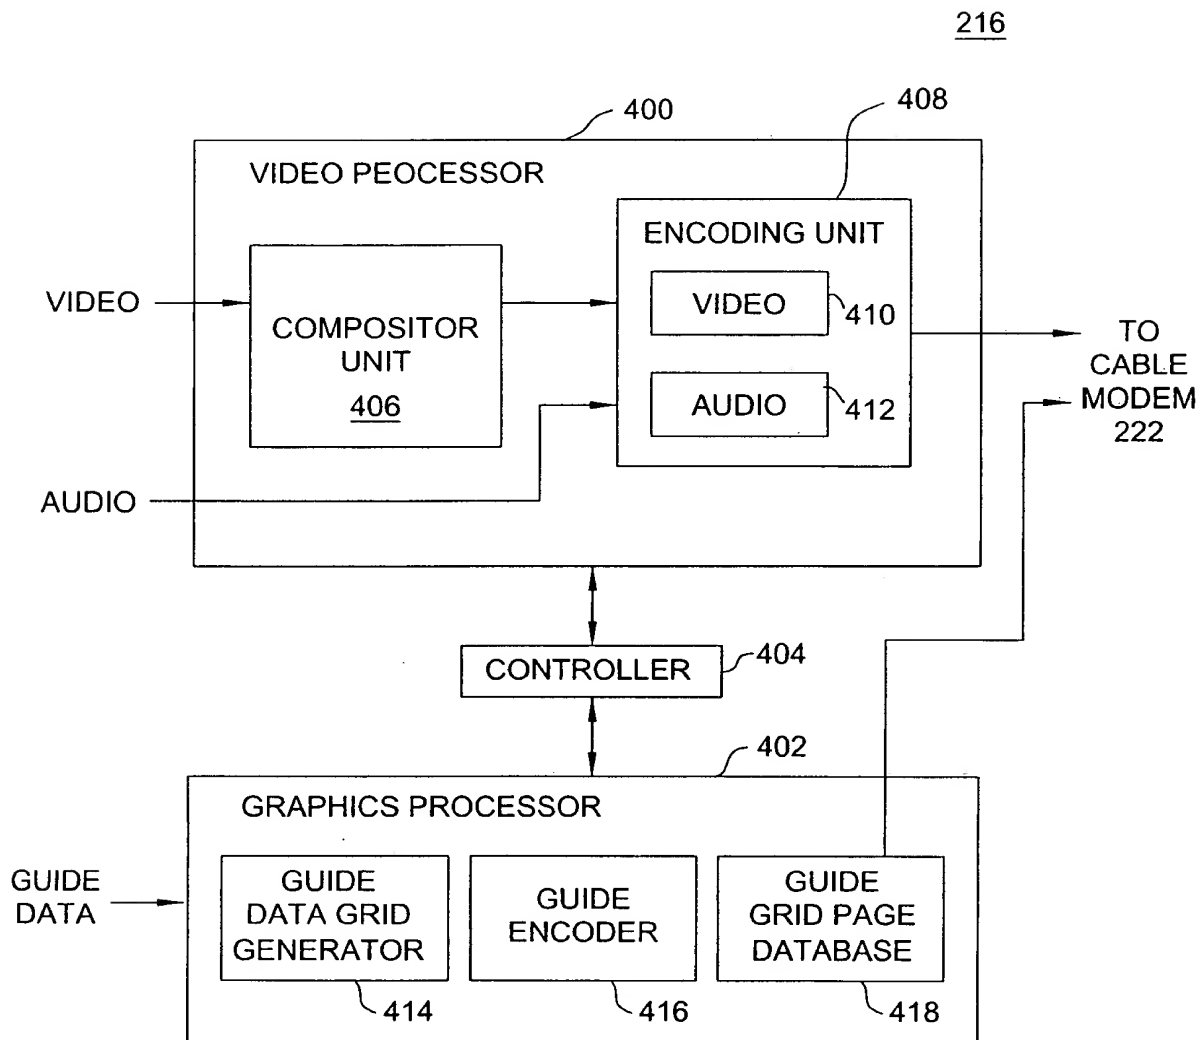 216
400
408
VIDEO PEOCESSOR
ENCODING UNIT
VIDEO
COMPOSITOR
UNIT
406
VIDEO
410
AUDIO
412
TO
CABLE
MODEM
222
AUDIO
CONTROLLER
404
402
GRAPHICS PROCESSOR
GUIDE
DATA
GUIDE
DATA GRID
GENERATOR
414
GUIDE
ENCODER
416
GUIDE
GRID PAGE
DATABASE
418